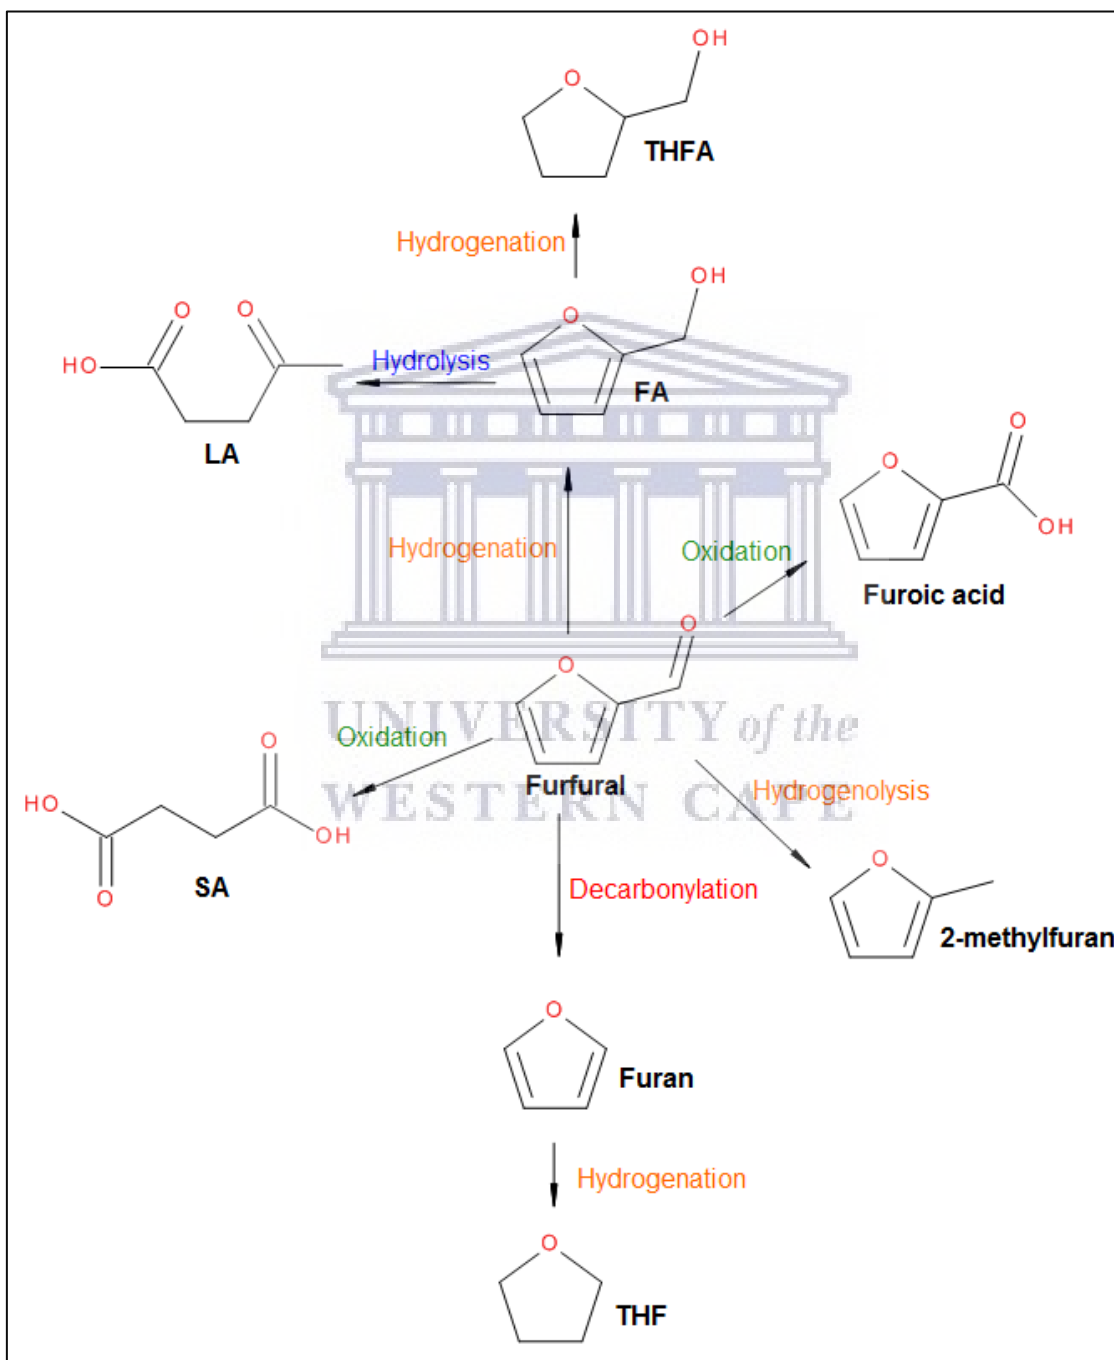 OH
O
THFA
Hydrogenation
OH
O
O
O
HO
Hydrolysis
FA
LA
O
O
OH
Hydrogenation
Oxidation
Furoic acid
O
O
UNIVERSITY of the
Oxidation
O
Furfural
WESTERN CAPE
Hydrogenolysis
HO
OH
O
SA
Decarbonylation
O
2-methylfuran
O
Furan
Hydrogenation
O
THF